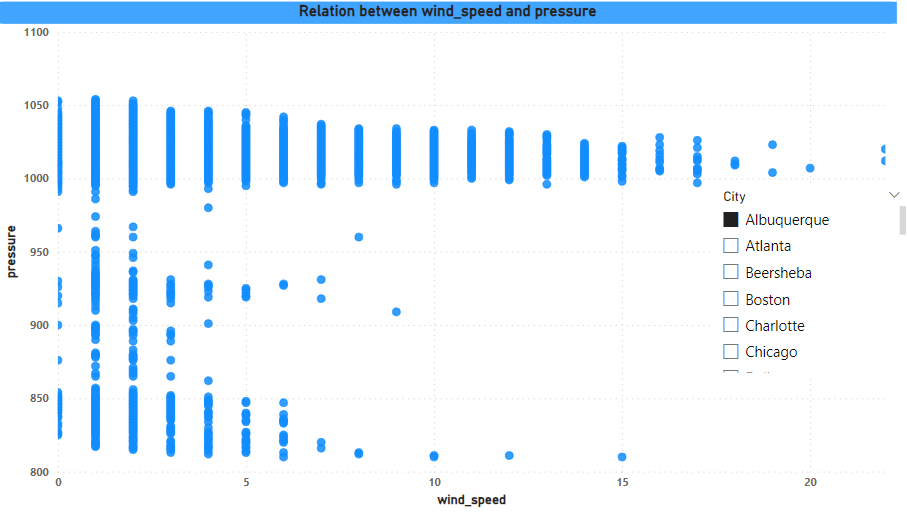 Relation between wind_speed and pressure
1100
1050
1000
950
900
850
800
pressure
0 5 10 15 20
wind_speed
City
Albuquerque
Atlanta
Beersheba
Boston
Charlotte
Chicago